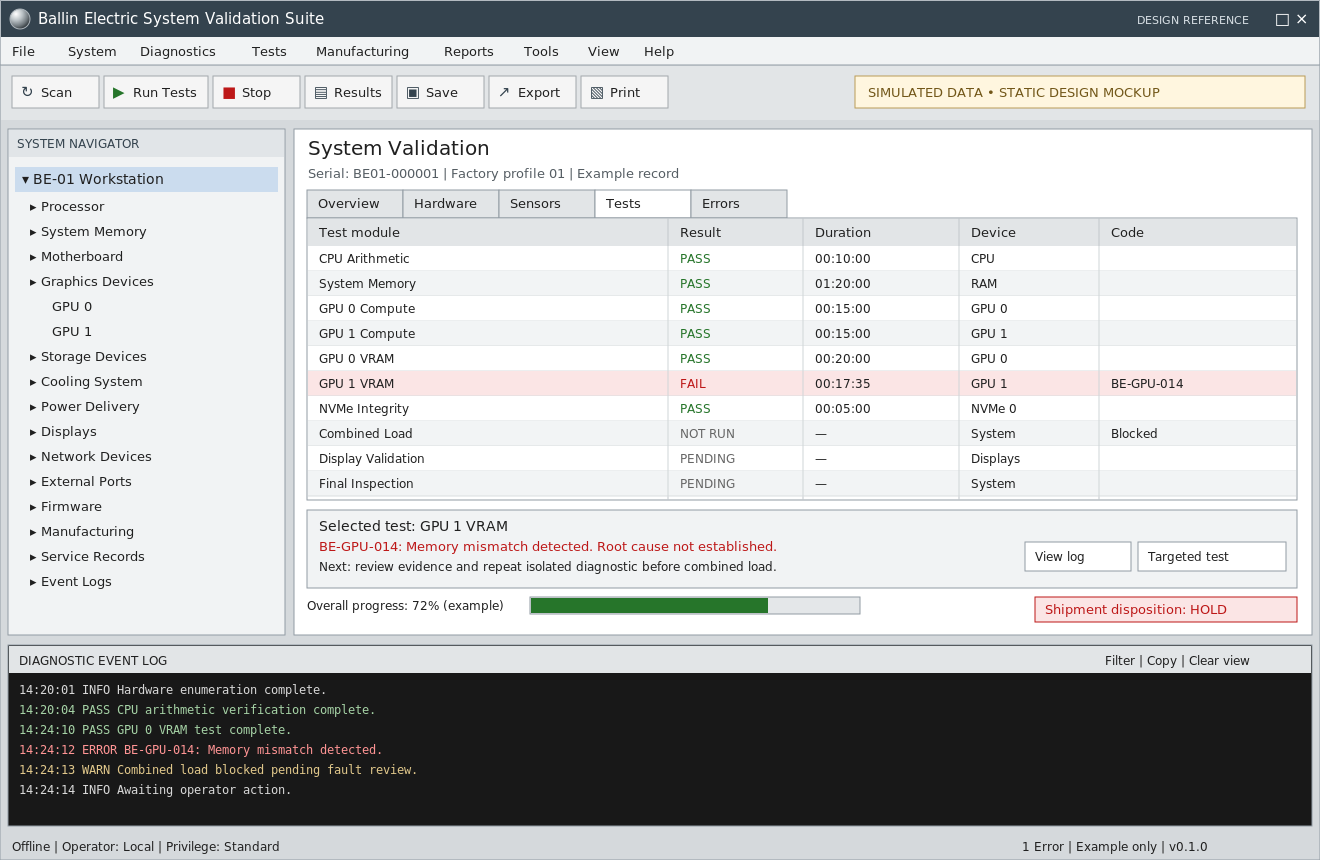 Ballin Electric System Validation Suite DESIGN REFERENCE
File System Diagnostics Tests Manufacturing Reports Tools View Help
Scan Run Tests Stop Results Save Export Print SIMULATED DATA • STATIC DESIGN MOCKUP
SYSTEM NAVIGATOR
▾ BE-01 Workstation
▸ Processor
▸ System Memory
▸ Motherboard
▸ Graphics Devices
GPU 0
GPU 1
▸ Storage Devices
▸ Cooling System
▸ Power Delivery
▸ Displays
▸ Network Devices
▸ External Ports
▸ Firmware
▸ Manufacturing
▸ Service Records
▸ Event Logs
System Validation
Serial: BE01-000001 | Factory profile 01 | Example record
Overview Hardware Sensors Tests Errors
Test module Result Duration Device Code
CPU Arithmetic PASS 00:10:00 CPU
System Memory PASS 01:20:00 RAM
GPU 0 Compute PASS 00:15:00 GPU 0
GPU 1 Compute PASS 00:15:00 GPU 1
GPU 0 VRAM PASS 00:20:00 GPU 0
GPU 1 VRAM FAIL 00:17:35 GPU 1 BE-GPU-014
NVMe Integrity PASS 00:05:00 NVMe 0
Combined Load NOT RUN — System Blocked
Display Validation PENDING — Displays
Final Inspection PENDING — System
Selected test: GPU 1 VRAM
BE-GPU-014: Memory mismatch detected. Root cause not established.
Next: review evidence and repeat isolated diagnostic before combined load.
View log Targeted test
Overall progress: 72% (example)
Shipment disposition: HOLD
DIAGNOSTIC EVENT LOG Filter | Copy | Clear view
14:20:01 INFO Hardware enumeration complete.
14:20:04 PASS CPU arithmetic verification complete.
14:24:10 PASS GPU 0 VRAM test complete.
14:24:12 ERROR BE-GPU-014: Memory mismatch detected.
14:24:13 WARN Combined load blocked pending fault review.
14:24:14 INFO Awaiting operator action.
Offline | Operator: Local | Privilege: Standard 1 Error | Example only | v0.1.0